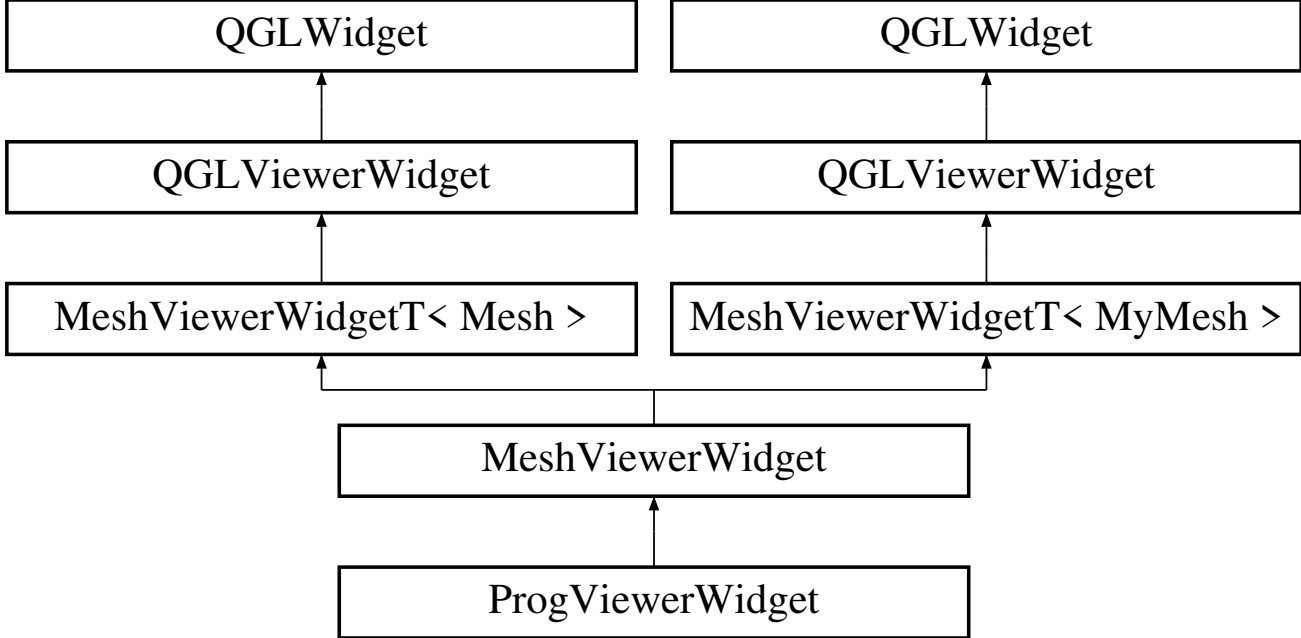 QGLWidget
QGLWidget
QGLViewerWidget
QGLViewerWidget
MeshViewerWidgetT< Mesh >
MeshViewerWidgetT< MyMesh >
MeshViewerWidget
ProgViewerWidget